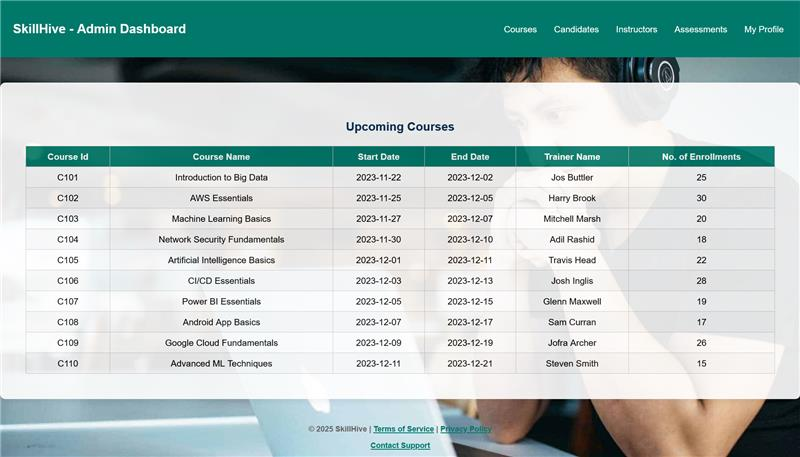 SkillHive - Admin Dashboard
Courses Candidates Instructors Assessments My Profile
Upcoming Courses
Course Id Course Name Start Date End Date Trainer Name No. of Enrollments
C101 Introduction to Big Data 2023-11-22 2023-12-02 Jos Buttler 25
C102 AWS Essentials 2023-11-25 2023-12-05 Harry Brook 30
C103 Machine Learning Basics 2023-11-27 2023-12-07 Mitchell Marsh 20
C104 Network Security Fundamentals 2023-11-30 2023-12-10 Adil Rashid 18
C105 Artificial Intelligence Basics 2023-12-01 2023-12-11 Travis Head 22
C106 CI/CD Essentials 2023-12-03 2023-12-13 Josh Inglis 28
C107 Power BI Essentials 2023-12-05 2023-12-15 Glenn Maxwell 19
C108 Android App Basics 2023-12-07 2023-12-17 Sam Curran 17
C109 Google Cloud Fundamentals 2023-12-09 2023-12-19 Jofra Archer 26
C110 Advanced ML Techniques 2023-12-11 2023-12-21 Steven Smith 15
© 2025 SkillHive | Terms of Service | Privacy Policy
Contact Support